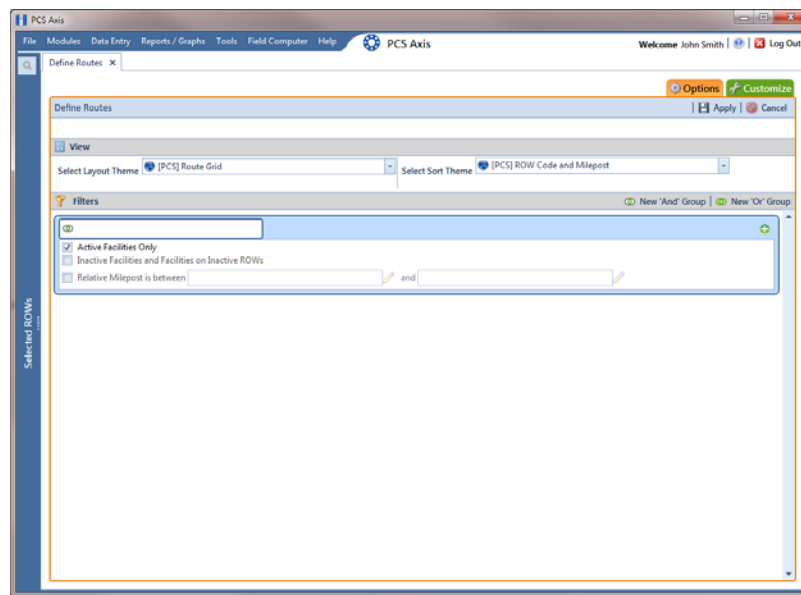 PCS Axis
File Modules Data Entry Reports / Graphs Tools Field Computer Help PCS Axis Welcome John Smith Log Out
Define Routes
Options Customize
Define Routes Apply Cancel
View
Select Layout Theme [PCS] Route Grid Select Sort Theme [PCS] ROW Code and Milepost
Filters New 'And' Group New 'Or' Group
Active Facilities Only
Inactive Facilities and Facilities on Inactive ROWs
Relative Milepost is between and
Selected ROWs